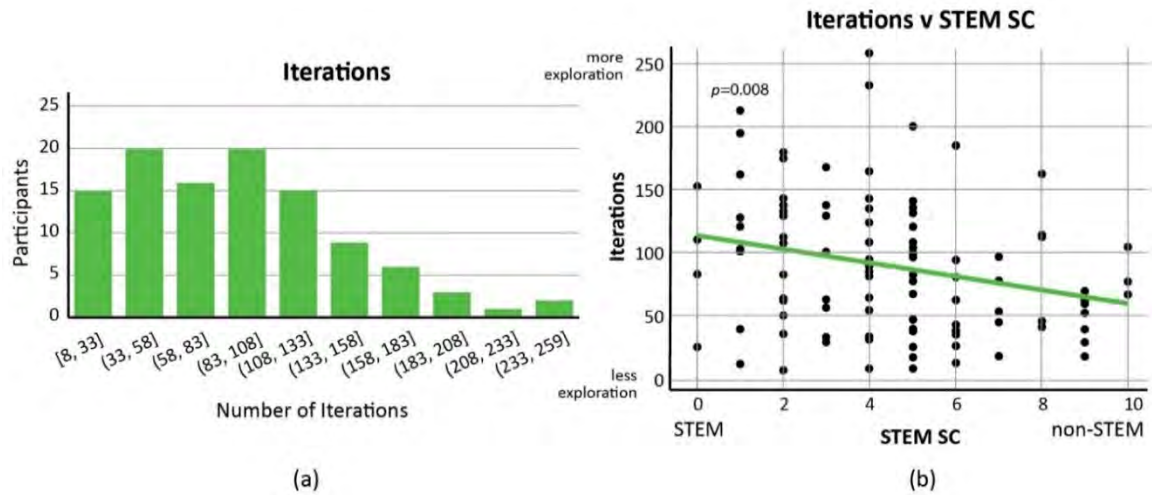 Iterations
Participants
25
20
15
10
5
0
[8, 33]
(33, 58]
(58, 83]
(83, 108]
(108, 133]
(133, 158]
(158, 183]
(183, 208]
(208, 233]
(233, 259]
Number of Iterations
(a)
Iterations v STEM SC
more
exploration
p=0.008
Iterations
250
200
150
100
50
0
less
exploration
0 2 4 6 8 10
STEM STEM SC non-STEM
(b)